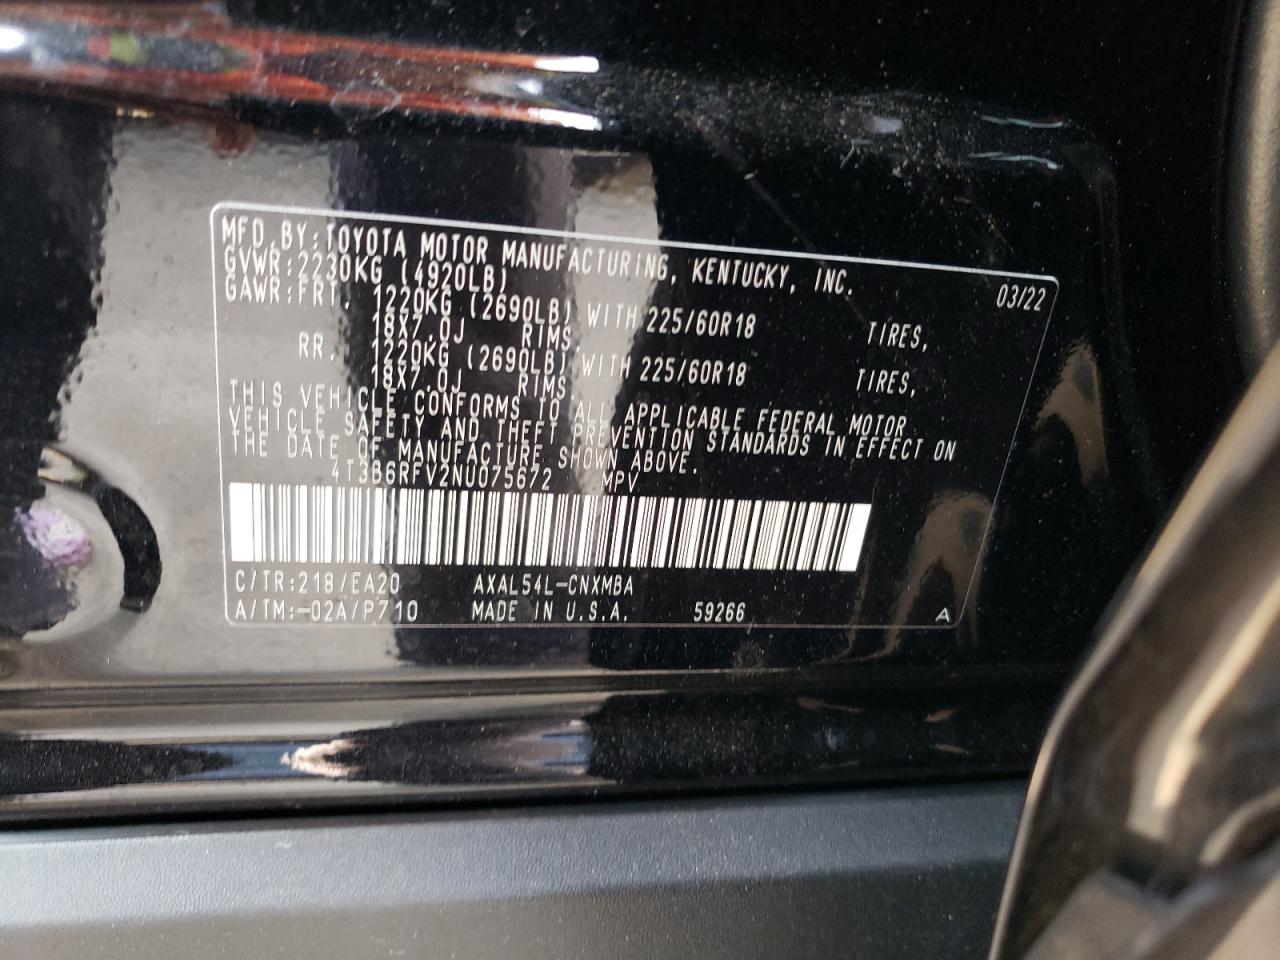 MFD.BY:TOYOTA MOTOR MANUFACTURING, KENTUCKY, INC. 03/22
GVWR:2230KG (4920LB)
GAWR:FRT. 1220KG (2690LB) WITH 225/60R18 TIRES,
18X7.0J RIMS,
RR. 1220KG (2690LB) WITH 225/60R18 TIRES,
18X7.0J RIMS
THIS VEHICLE CONFORMS TO ALL APPLICABLE FEDERAL MOTOR
VEHICLE SAFETY AND THEFT PREVENTION STANDARDS IN EFFECT ON
THE DATE OF MANUFACTURE SHOWN ABOVE.
4T3B6RFV2NU075672 MPV
C/TR:218/EA20 AXAL54L-CNXMBA
A/TM:-02A/P710 MADE IN U.S.A. 59266 A